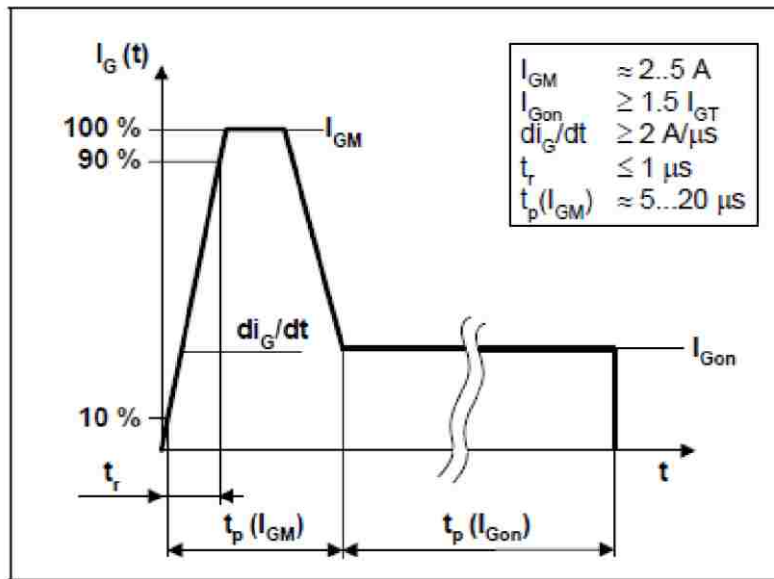 I_G (t)
I_GM ≈ 2..5 A
I_Gon ≥ 1.5 I_GT
di_G/dt ≥ 2 A/μs
t_r ≤ 1 μs
t_p(I_GM) ≈ 5...20 μs
100 %
I_GM
90 %
di_G/dt
I_Gon
10 %
t
t_r
t_p (I_GM)
t_p (I_Gon)